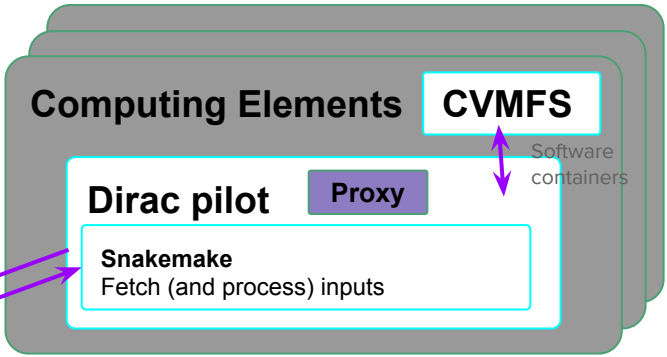 Computing Elements
CVMFS
Software
containers
Dirac pilot
Proxy
Snakemake
Fetch (and process) inputs